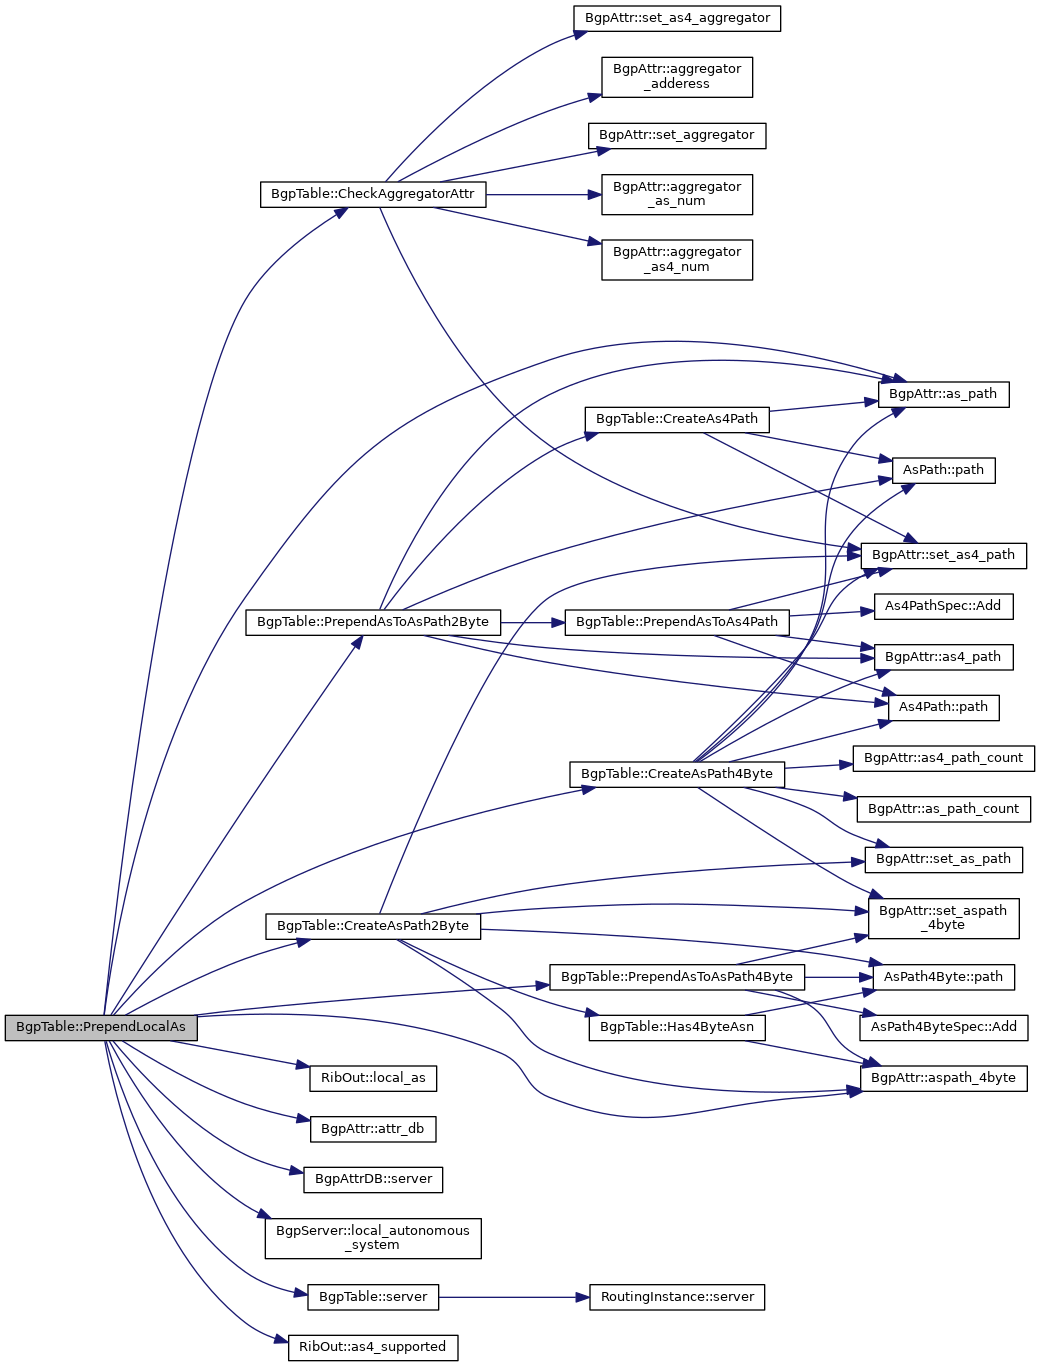 BgpAttr::set_as4_aggregator
BgpAttr::aggregator
_adderess
BgpAttr::set_aggregator
BgpTable::CheckAggregatorAttr
BgpAttr::aggregator
_as_num
BgpAttr::aggregator
_as4_num
BgpAttr::as_path
BgpTable::CreateAs4Path
AsPath::path
BgpAttr::set_as4_path
As4PathSpec::Add
BgpTable::PrependAsToAsPath2Byte
BgpTable::PrependAsToAs4Path
BgpAttr::as4_path
As4Path::path
BgpAttr::as4_path_count
BgpTable::CreateAsPath4Byte
BgpAttr::as_path_count
BgpAttr::set_as_path
BgpAttr::set_aspath
_4byte
BgpTable::CreateAsPath2Byte
BgpTable::PrependAsToAsPath4Byte
AsPath4Byte::path
BgpTable::PrependLocalAs
BgpTable::Has4ByteAsn
AsPath4ByteSpec::Add
RibOut::local_as
BgpAttr::aspath_4byte
BgpAttr::attr_db
BgpAttrDB::server
BgpServer::local_autonomous
_system
BgpTable::server
RoutingInstance::server
RibOut::as4_supported